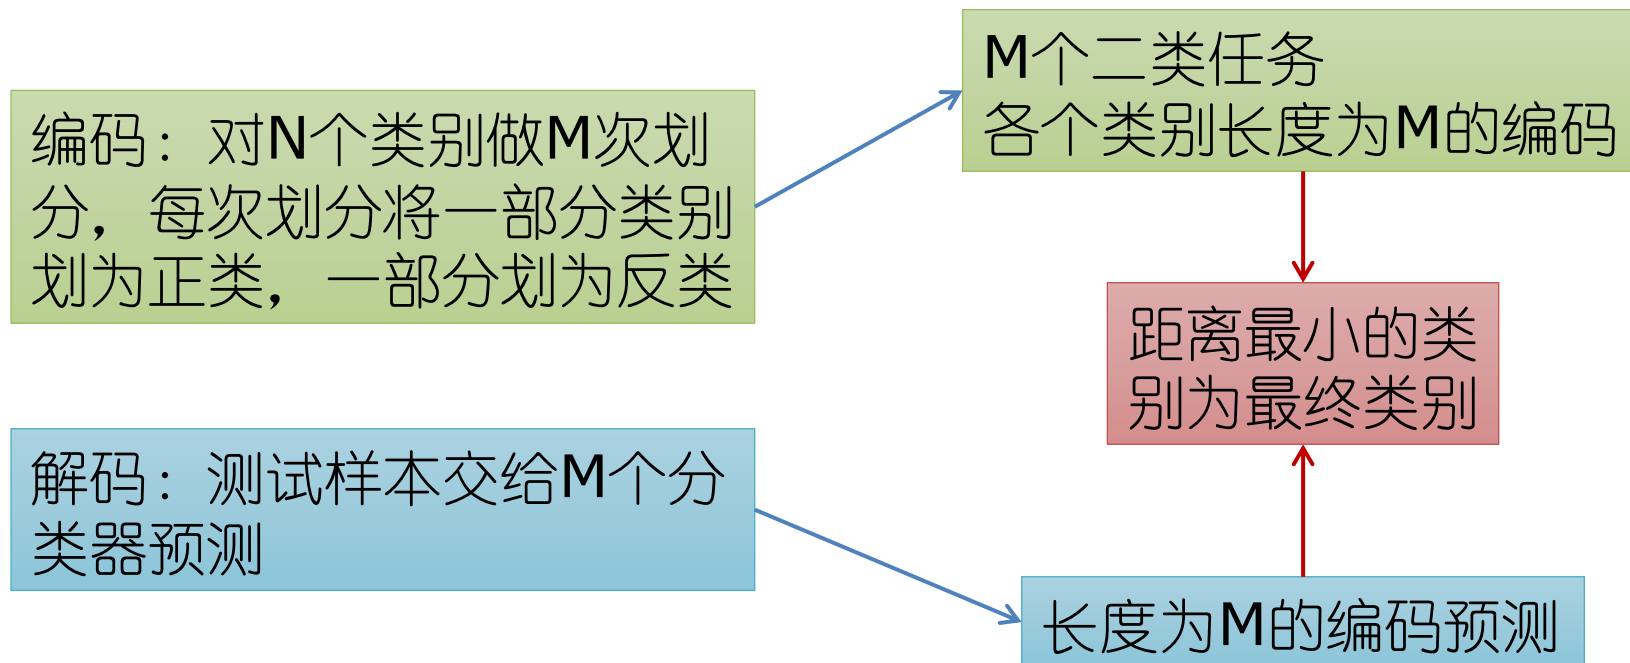 编码：对N个类别做M次划
分，每次划分将一部分类别
划为正类，一部分划为反类
M个二类任务
各个类别长度为M的编码
距离最小的类
别为最终类别
解码：测试样本交给M个分
类器预测
长度为M的编码预测